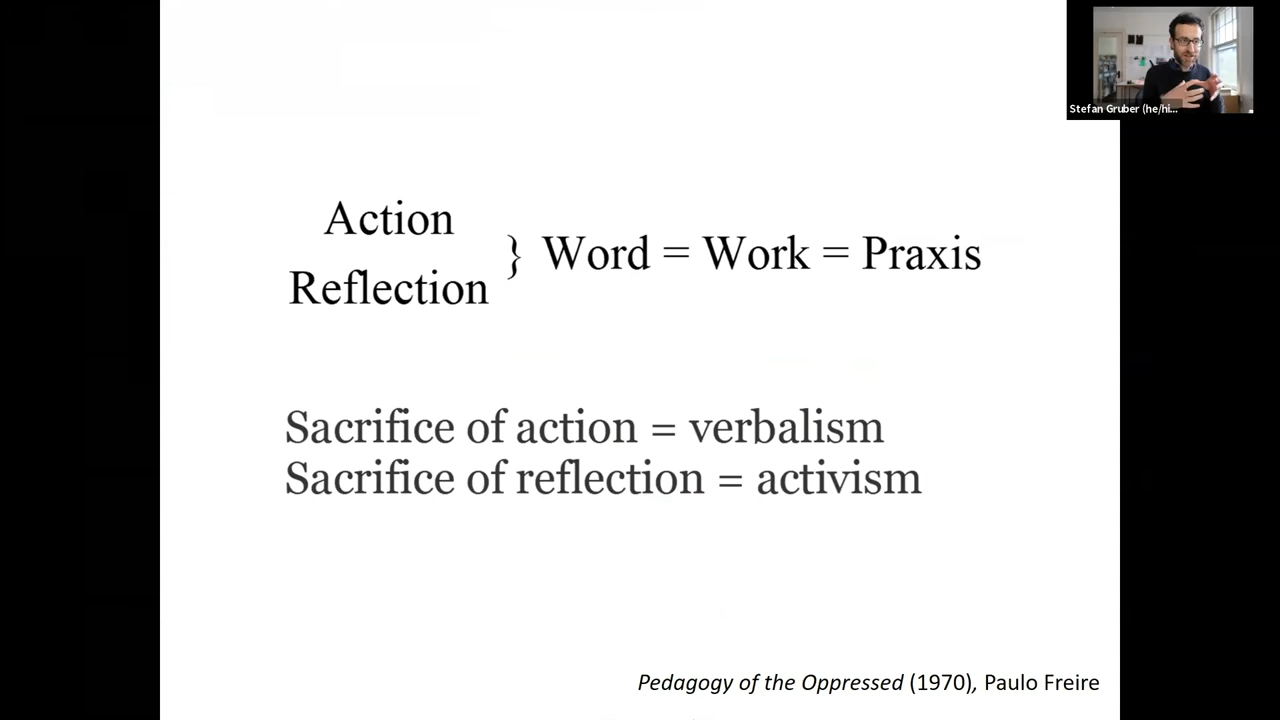 Stefan Gruber (he/hi...
Action
Reflection
} Word = Work = Praxis
Sacrifice of action = verbalism
Sacrifice of reflection = activism
Pedagogy of the Oppressed (1970), Paulo Freire